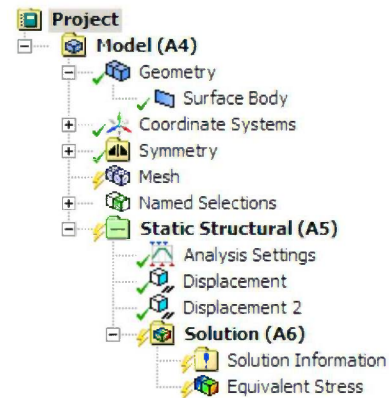 Project
Model (A4)
Geometry
Surface Body
Coordinate Systems
Symmetry
Mesh
Named Selections
Static Structural (A5)
Analysis Settings
Displacement
Displacement 2
Solution (A6)
Solution Information
Equivalent Stress